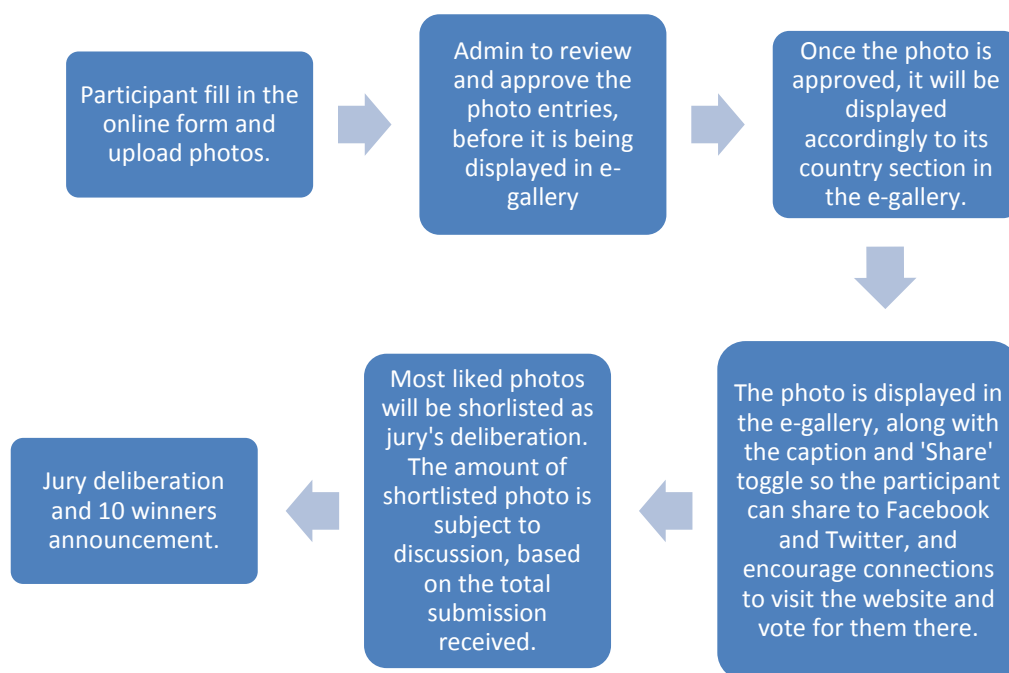 Participant fill in the
online form and
upload photos.
Admin to review
and approve the
photo entries,
before it is being
displayed in e-
gallery
Once the photo is
approved, it will be
displayed
accordingly to its
country section in
the e-gallery.
The photo is displayed in
the e-gallery, along with
the caption and 'Share'
toggle so the participant
can share to Facebook
and Twitter, and
encourage connections
to visit the website and
vote for them there.
Most liked photos
will be shorlisted as
jury's deliberation.
The amount of
shortlisted photo is
subject to
discussion, based
on the total
submission
received.
Jury deliberation
and 10 winners
announcement.